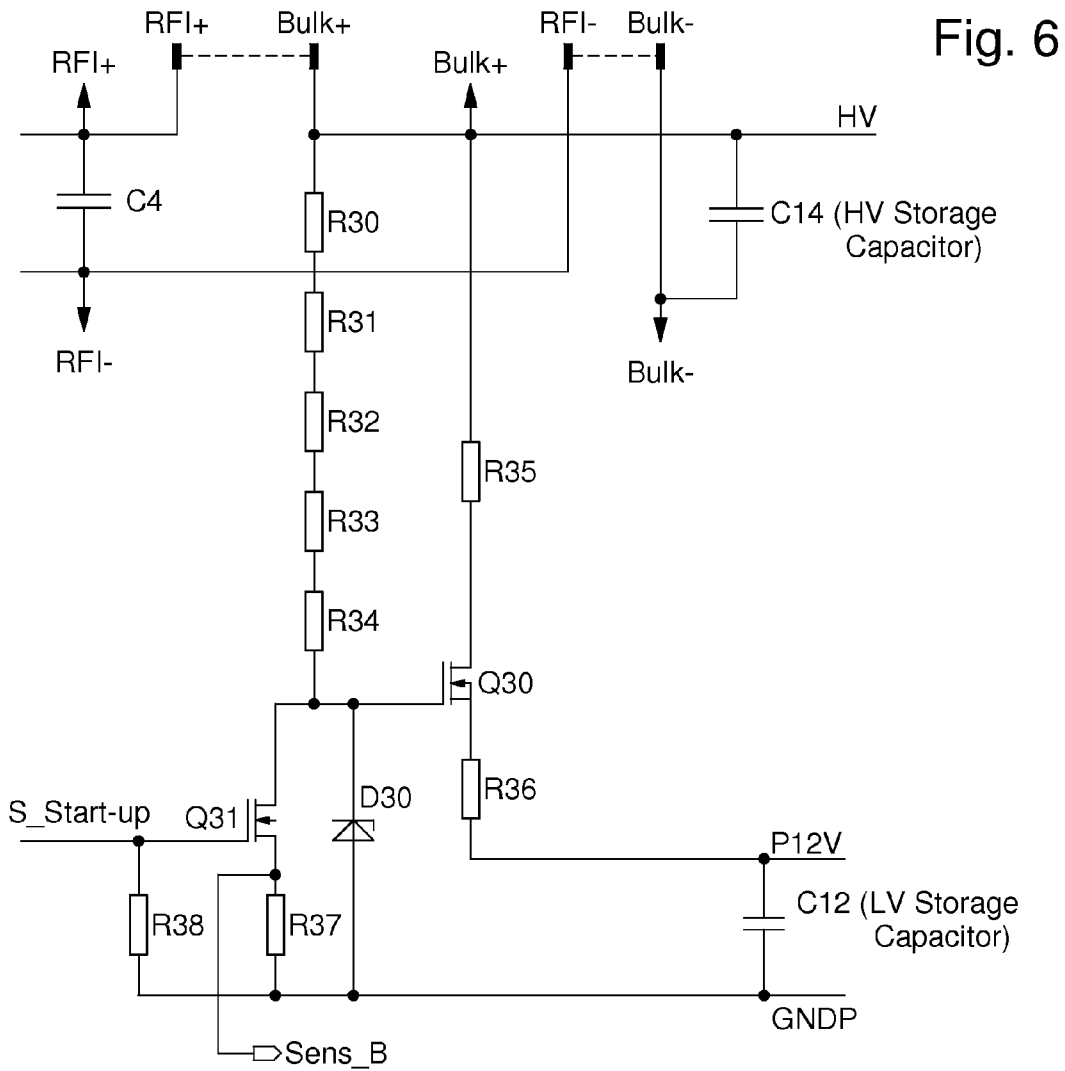 RFI+ Bulk+ RFI- Bulk- Fig. 6
RFI+ Bulk+
HV
C4
R30
C14 (HV Storage
Capacitor)
R31
RFI-
Bulk-
R32
R35
R33
R34
Q30
R36
D30
S_Start-up
Q31
P12V
R38
R37
C12 (LV Storage
Capacitor)
GNDP
Sens_B